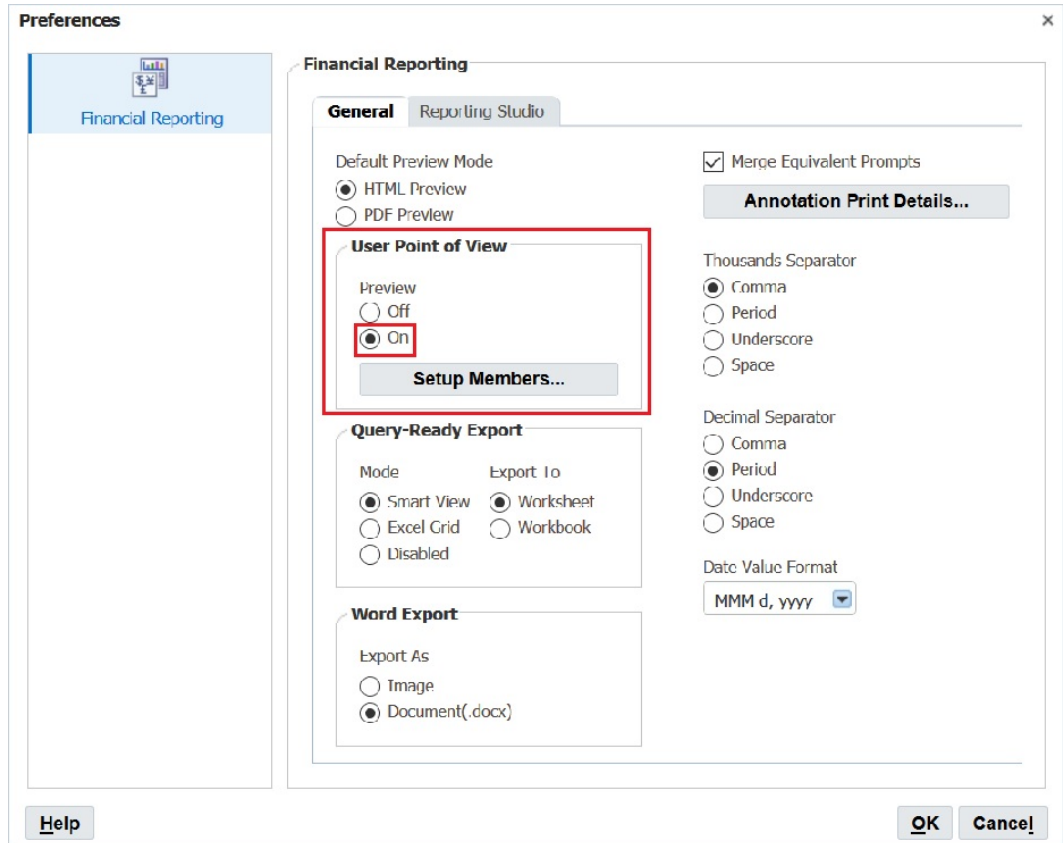 Preferences
Financial Reporting
Financial Reporting
General
Reporting Studio
Default Preview Mode
HTML Preview
PDF Preview
User Point of View
Preview
Off
On
Setup Members...
Query-Ready Export
Mode
Smart View
Excel Grid
Disabled
Export To
Worksheet
Workbook
Word Export
Export As
Image
Document(.docx)
Merge Equivalent Prompts
Annotation Print Details...
Thousands Separator
Comma
Period
Underscore
Space
Decimal Separator
Comma
Period
Underscore
Space
Date Value Format
MMM d, yyyy
Help
OK
Cancel